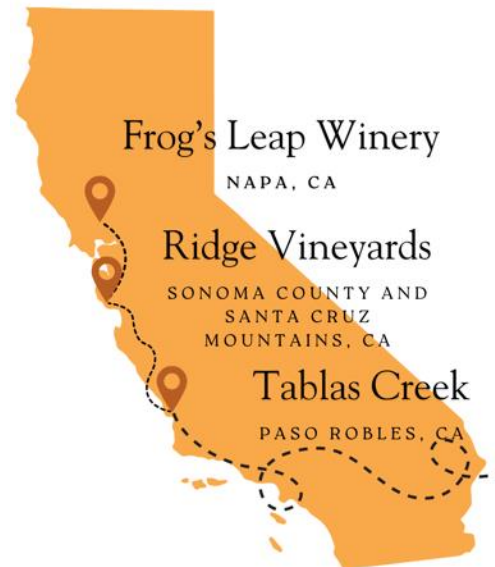 Frog's Leap Winery
NAPA, CA
Ridge Vineyards
SONOMA COUNTY AND
SANTA CRUZ
MOUNTAINS, CA
Tablas Creek
PASO ROBLES, CA